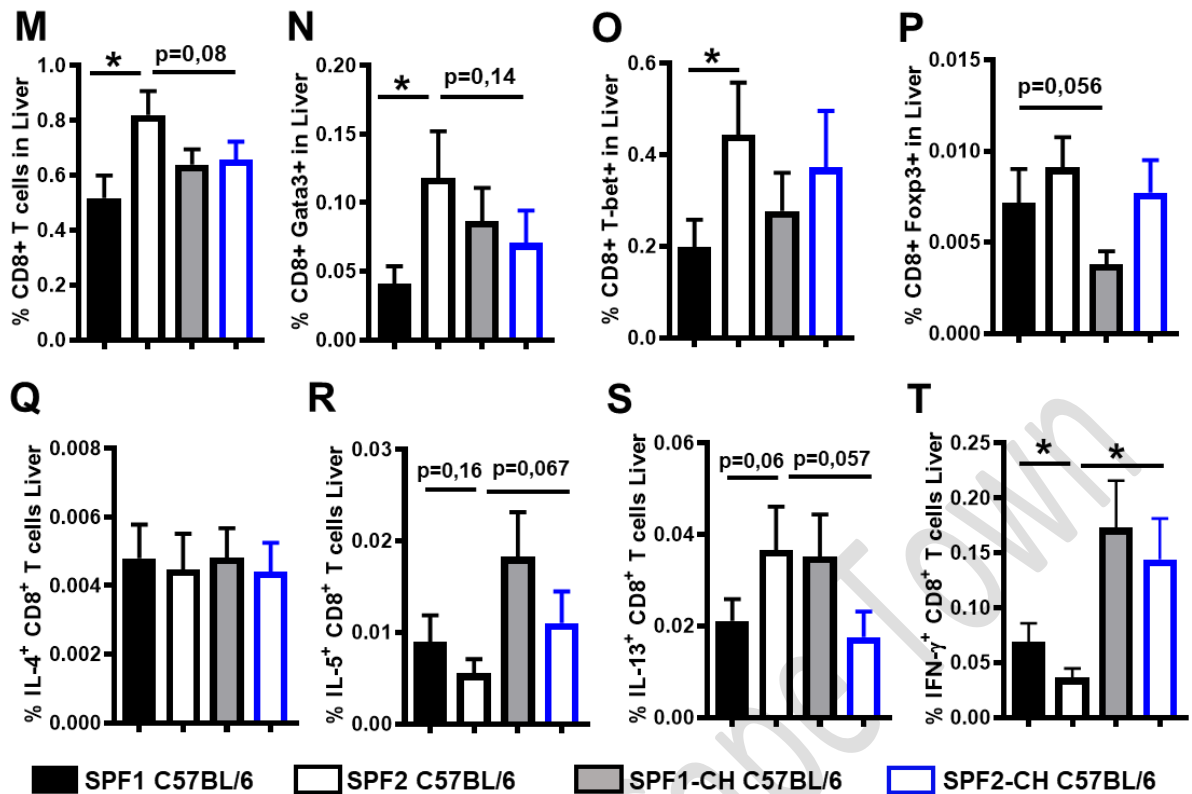 M
N
O
P
% CD8+ T cells in Liver
1.0
0.8
0.6
0.4
0.2
0.0
*
p=0,08
% CD8+ Gata3+ in Liver
0.20
0.15
0.10
0.05
0.00
*
p=0,14
% CD8+ T-bet+ in Liver
0.6
0.4
0.2
0.0
*
% CD8+ Foxp3+ in Liver
0.015
0.010
0.005
0.000
p=0,056
Q
R
S
T
% IL-4+ CD8+ T cells Liver
0.008
0.006
0.004
0.002
0.000
% IL-5+ CD8+ T cells Liver
0.03
0.02
0.01
0.00
p=0,16
p=0,067
% IL-13+ CD8+ T cells Liver
0.06
0.04
0.02
0.00
p=0,06
p=0,057
% IFN-γ+ CD8+ T cells Liver
0.25
0.20
0.15
0.10
0.05
0.00
*
*
SPF1 C57BL/6
SPF2 C57BL/6
SPF1-CH C57BL/6
SPF2-CH C57BL/6
Town